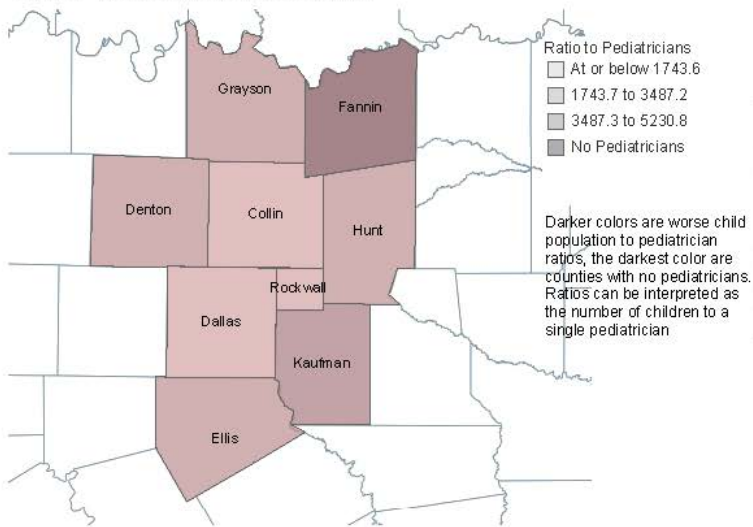 Grayson
Fannin
Denton
Collin
Hunt
Rockwall
Dallas
Kaufman
Ellis
Ratio to Pediatricians
At or below 1743.6
1743.7 to 3487.2
3487.3 to 5230.8
No Pediatricians
Darker colors are worse child
population to pediatrician
ratios, the darkest color are
counties with no pediatricians.
Ratios can be interpreted as
the number of children to a
single pediatrician